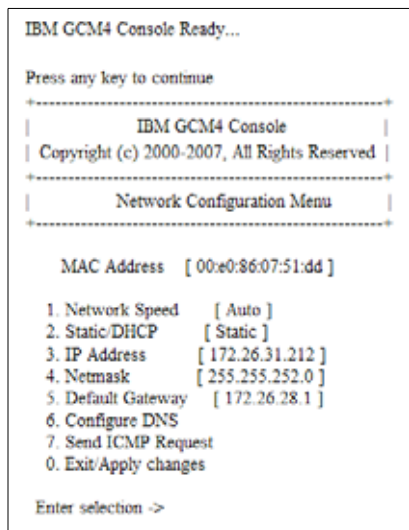 IBM GCM4 Console Ready...
Press any key to continue
+------------------------------------------------------+
| IBM GCM4 Console |
| Copyright (c) 2000-2007, All Rights Reserved |
+------------------------------------------------------+
| Network Configuration Menu |
+------------------------------------------------------+
MAC Address [ 00:e0:86:07:51:dd ]
1. Network Speed [ Auto ]
2. Static/DHCP [ Static ]
3. IP Address [ 172.26.31.212 ]
4. Netmask [ 255.255.252.0 ]
5. Default Gateway [ 172.26.28.1 ]
6. Configure DNS
7. Send ICMP Request
0. Exit/Apply changes
Enter selection ->